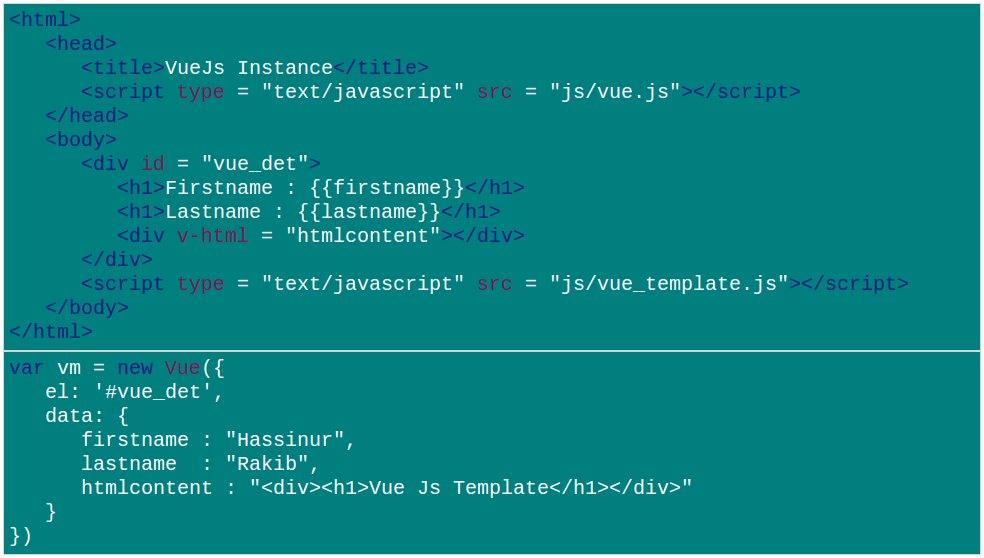 <html>
   <head>
      <title>VueJs Instance</title>
      <script type = "text/javascript" src = "js/vue.js"></script>
   </head>
   <body>
      <div id = "vue_det">
         <h1>Firstname : {{firstname}}</h1>
         <h1>Lastname : {{lastname}}</h1>
         <div v-html = "htmlcontent"></div>
      </div>
      <script type = "text/javascript" src = "js/vue_template.js"></script>
   </body>
</html>
var vm = new Vue({
   el: '#vue_det',
   data: {
      firstname : "Hassinur",
      lastname  : "Rakib",
      htmlcontent : "<div><h1>Vue Js Template</h1></div>"
   }
})